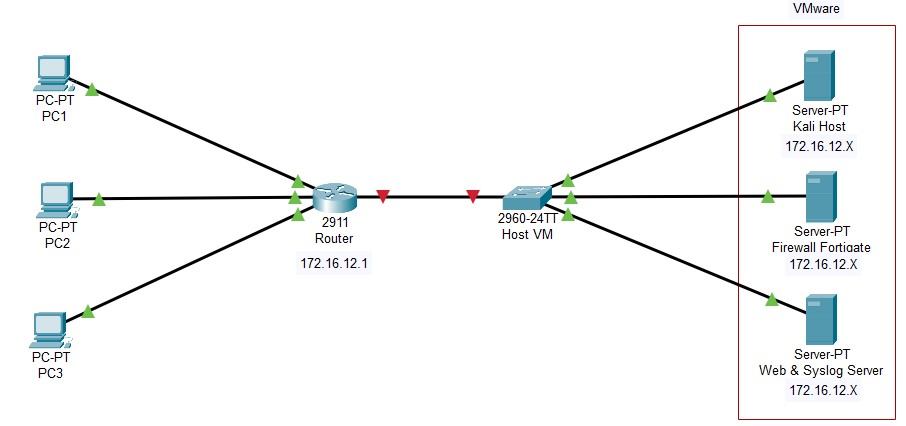 VMware
PC-PT
PC1
PC-PT
PC2
PC-PT
PC3
2911
Router
172.16.12.1
2960-24TT
Host VM
Server-PT
Kali Host
172.16.12.X
Server-PT
Firewall Fortigate
172.16.12.X
Server-PT
Web & Syslog Server
172.16.12.X